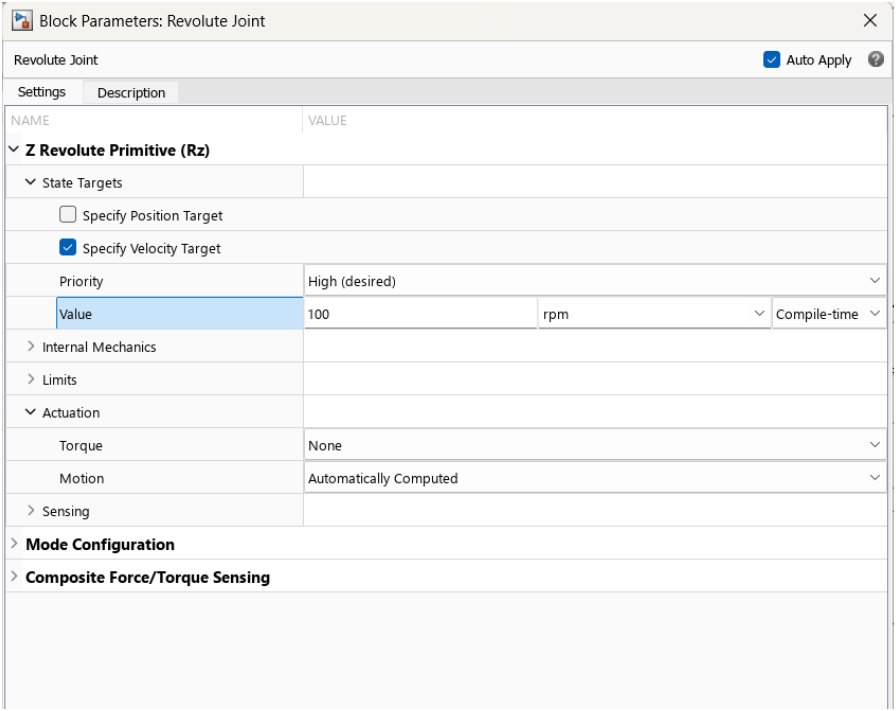 Block Parameters: Revolute Joint
Revolute Joint Auto Apply
Settings Description
NAME VALUE
Z Revolute Primitive (Rz)
State Targets
Specify Position Target
Specify Velocity Target
Priority High (desired)
Value 100 rpm Compile-time
Internal Mechanics
Limits
Actuation
Torque None
Motion Automatically Computed
Sensing
Mode Configuration
Composite Force/Torque Sensing